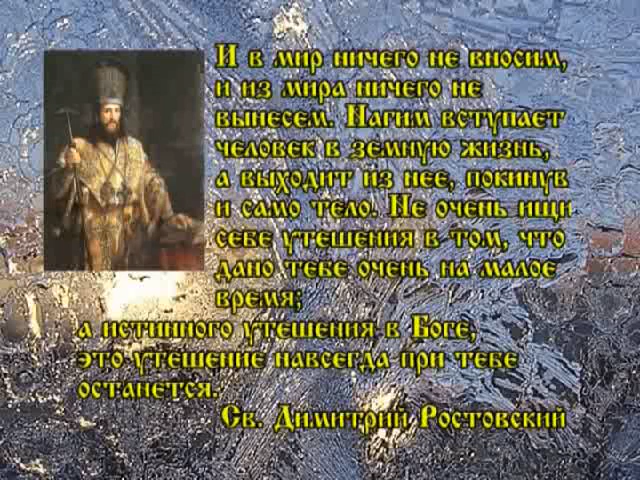 И в мир ничего не вносим,
и из мира ничего не
вынесем. Нагим вступает
человек в земную жизнь,
а выходит из нее, покинув
и само тело. Не очень ищи
себе утешения в том, что
дано тебе очень на малое
время;
а истинного утешения в Боге,
это утешение навсегда при тебе
останется.
Св. Димитрий Ростовский